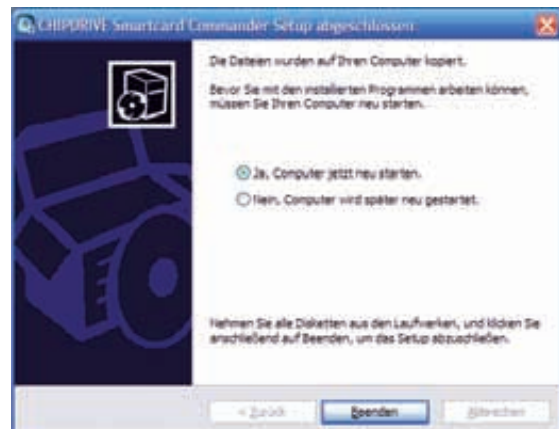 CHIPDRIVE Smartcard Commander Setup abgeschlossen
Die Dateien wurden auf Ihren Computer kopiert.
Bevor Sie mit den installierten Programmen arbeiten können,
müssen Sie Ihren Computer neu starten.
Ja, Computer jetzt neu starten.
Nein, Computer wird später neu gestartet.
Nehmen Sie alle Disketten aus den Laufwerken, und klicken Sie
anschließend auf Beenden, um das Setup abzuschließen.
< Zurück Beenden Abbrechen